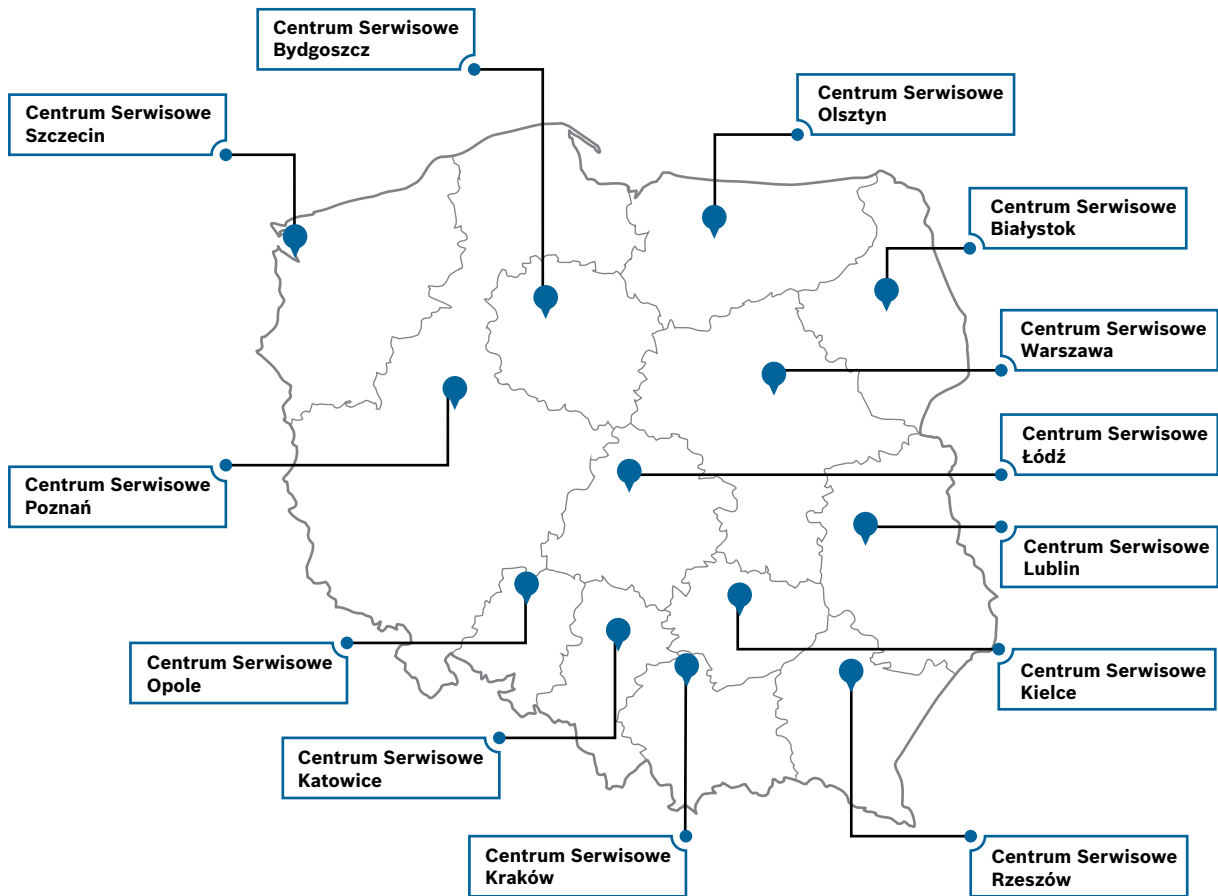 Centrum Serwisowe
Bydgoszcz
Centrum Serwisowe
Szczecin
Centrum Serwisowe
Olsztyn
Centrum Serwisowe
Białystok
Centrum Serwisowe
Warszawa
Centrum Serwisowe
Łódź
Centrum Serwisowe
Poznań
Centrum Serwisowe
Lublin
Centrum Serwisowe
Opole
Centrum Serwisowe
Kielce
Centrum Serwisowe
Katowice
Centrum Serwisowe
Kraków
Centrum Serwisowe
Rzeszów